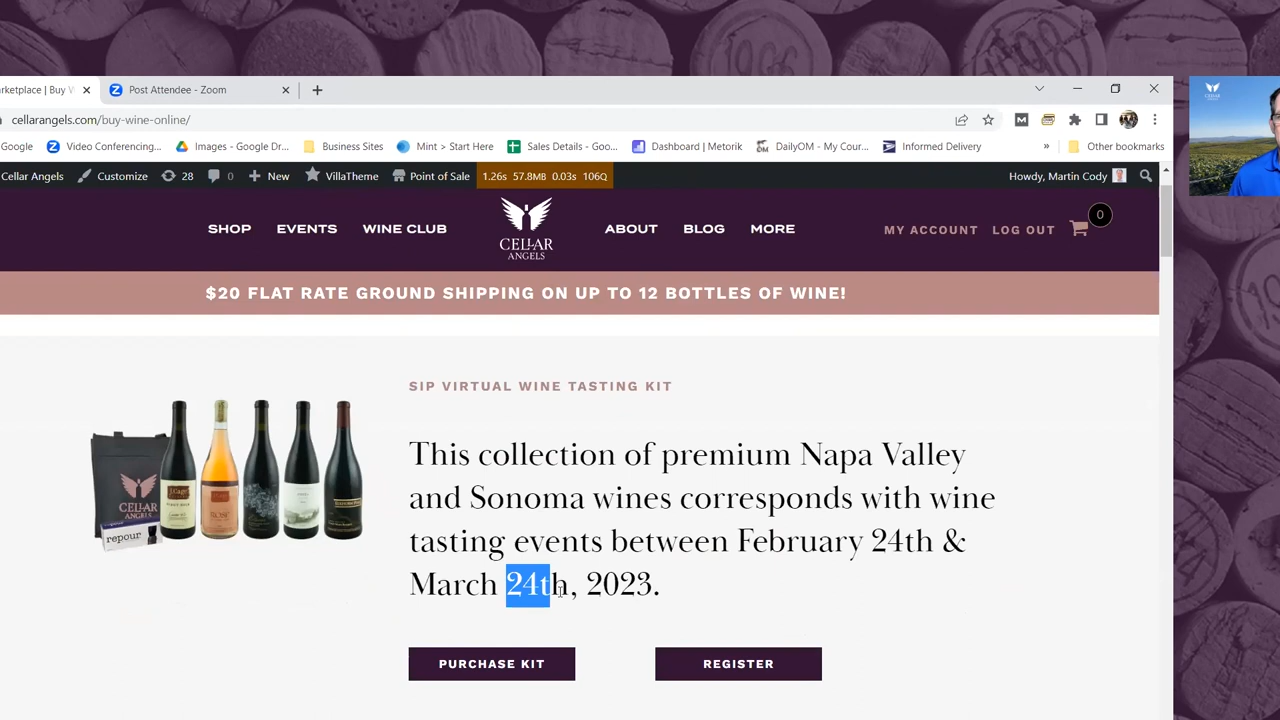 rketplace | Buy V
Post Attendee - Zoom
cellarangels.com/buy-wine-online/
Google
Video Conferencing...
Images - Google Dr...
Business Sites
Mint > Start Here
Sales Details - Goo...
Dashboard | Metorik
DailyOM - My Cour...
Informed Delivery
»
Other bookmarks
Cellar Angels
Customize
28
0
New
VillaTheme
Point of Sale
1.26s 57.8MB 0.03s 106Q
Howdy, Martin Cody
SHOP
EVENTS
WINE CLUB
CELLAR
ANGELS
ABOUT
BLOG
MORE
MY ACCOUNT
LOG OUT
0
$20 FLAT RATE GROUND SHIPPING ON UP TO 12 BOTTLES OF WINE!
SIP VIRTUAL WINE TASTING KIT
This collection of premium Napa Valley
and Sonoma wines corresponds with wine
tasting events between February 24th &
March 24th, 2023.
CELLAR
ANGELS
repour
ROSE
PURCHASE KIT
REGISTER